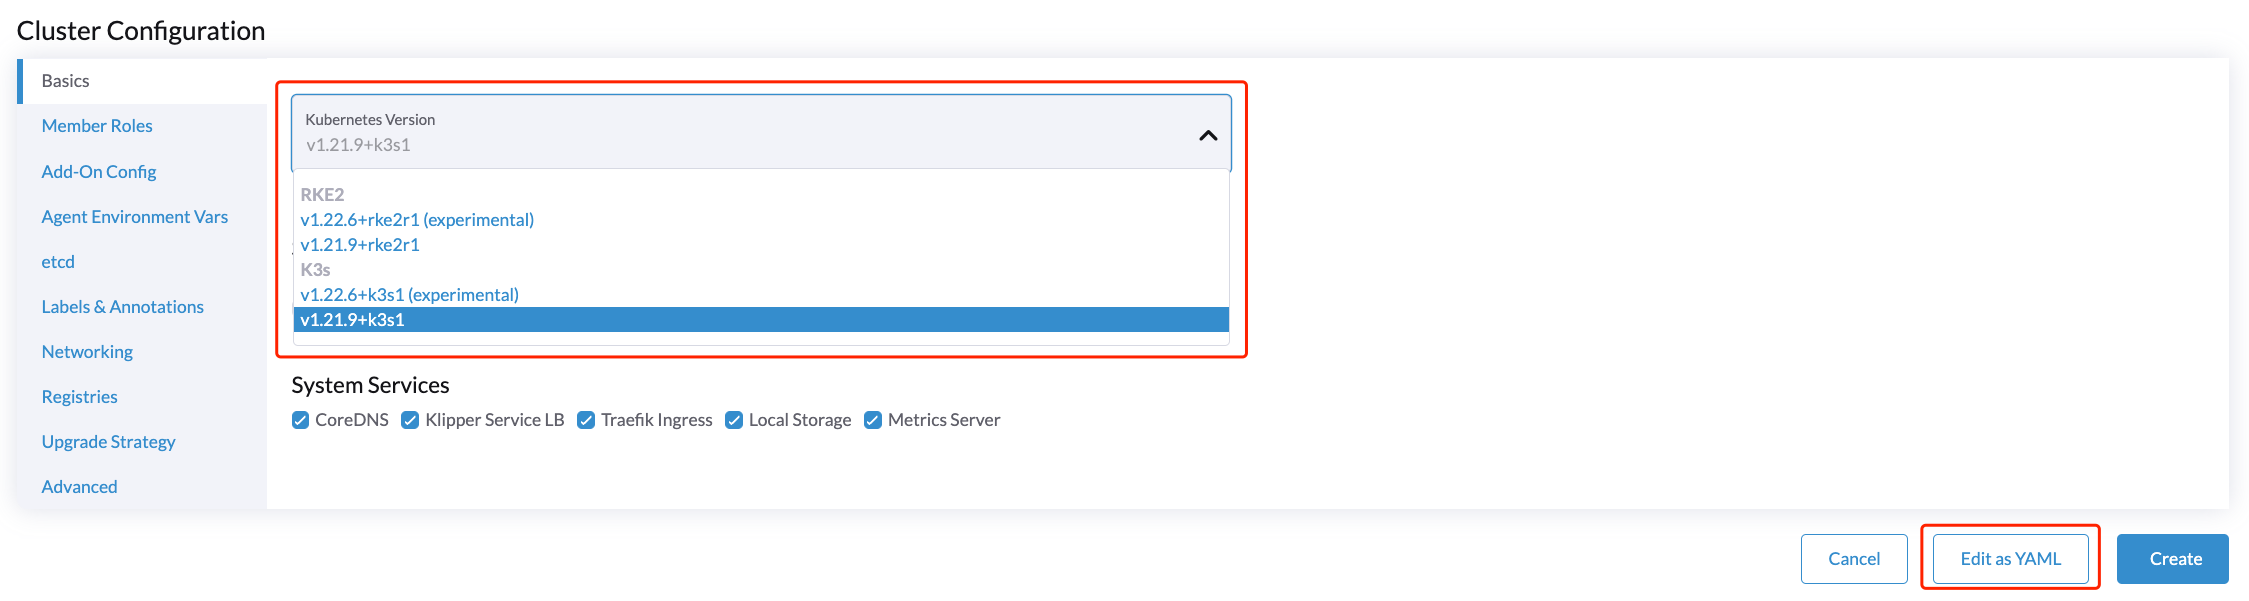 Cluster Configuration
Basics
Member Roles
Add-On Config
Agent Environment Vars
etcd
Labels & Annotations
Networking
Registries
Upgrade Strategy
Advanced
Kubernetes Version
v1.21.9+k3s1
RKE2
v1.22.6+rke2r1 (experimental)
v1.21.9+rke2r1
K3s
v1.22.6+k3s1 (experimental)
v1.21.9+k3s1
System Services
CoreDNS Klipper Service LB Traefik Ingress Local Storage Metrics Server
Cancel Edit as YAML Create